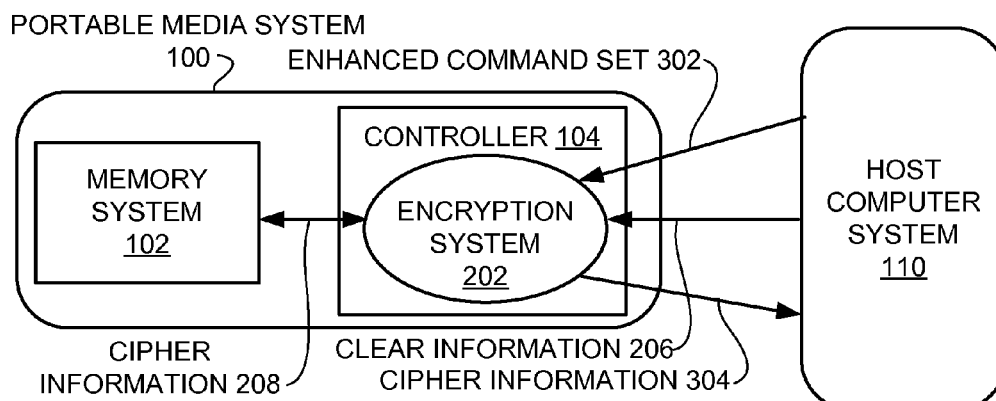 PORTABLE MEDIA SYSTEM
100
ENHANCED COMMAND SET 302
CONTROLLER 104
MEMORY
SYSTEM
102
ENCRYPTION
SYSTEM
202
HOST
COMPUTER
SYSTEM
110
CIPHER
INFORMATION 208
CLEAR INFORMATION 206
CIPHER INFORMATION 304